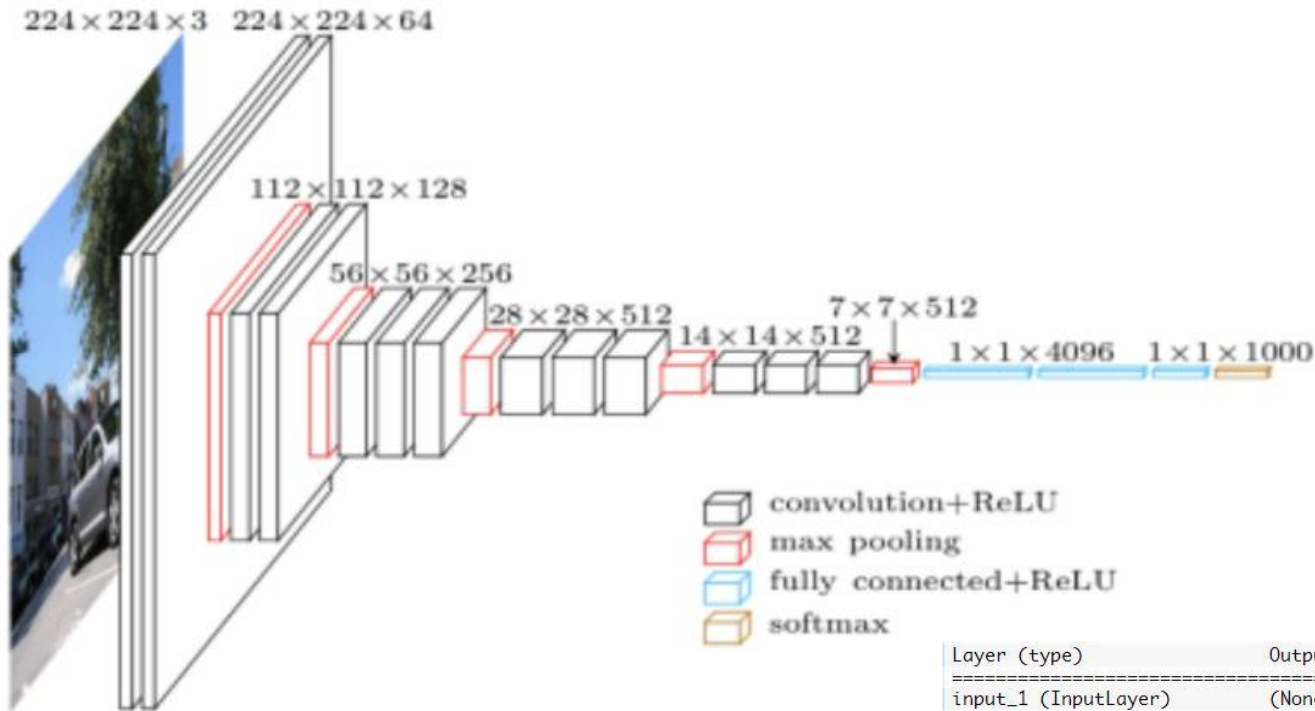 224×224×3
224×224×64
112×112×128
56×56×256
28×28×512
14×14×512
7×7×512
1×1×4096
1×1×1000
convolution+ReLU
max pooling
fully connected+ReLU
softmax
Layer (type) Outpu
==================================
input_1 (InputLayer) (None